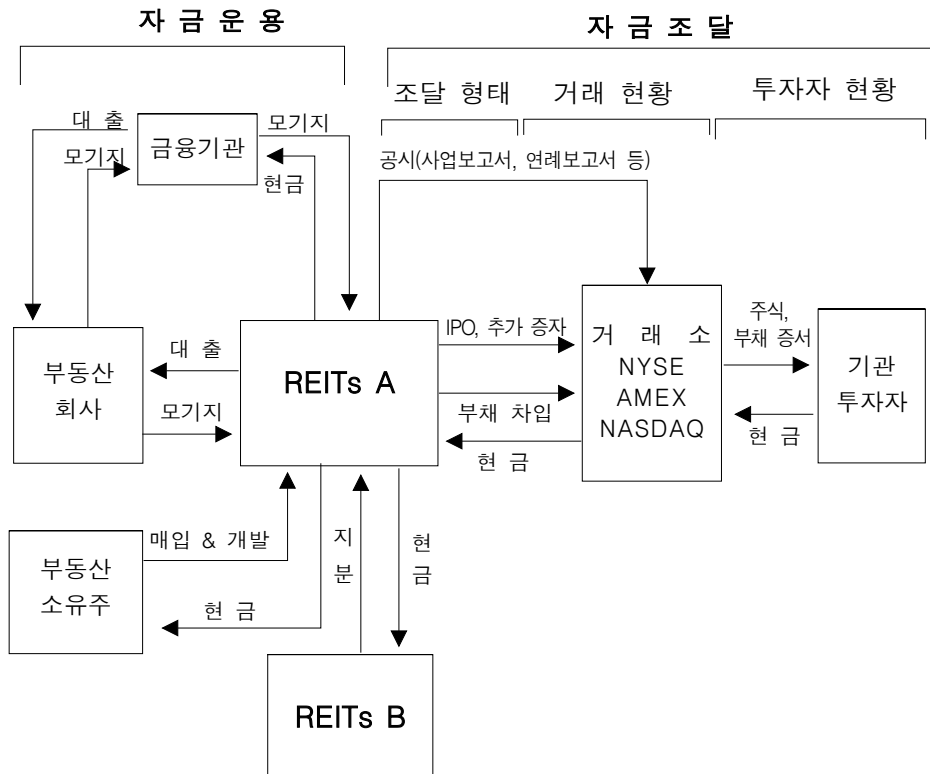 자 금 운 용
자 금 조 달
조달 형태
거래 현황
투자자 현황
대 출
금융기관
모기지
모기지
현금
공시(사업보고서, 연례보고서 등)
부동산
회사
대 출
모기지
REITs A
IPO, 추가 증자
부채 차입
현 금
거 래 소
NYSE
AMEX
NASDAQ
주식,
부채 증서
현 금
기관
투자자
부동산
소유주
매입 & 개발
현 금
지
분
현
금
REITs B